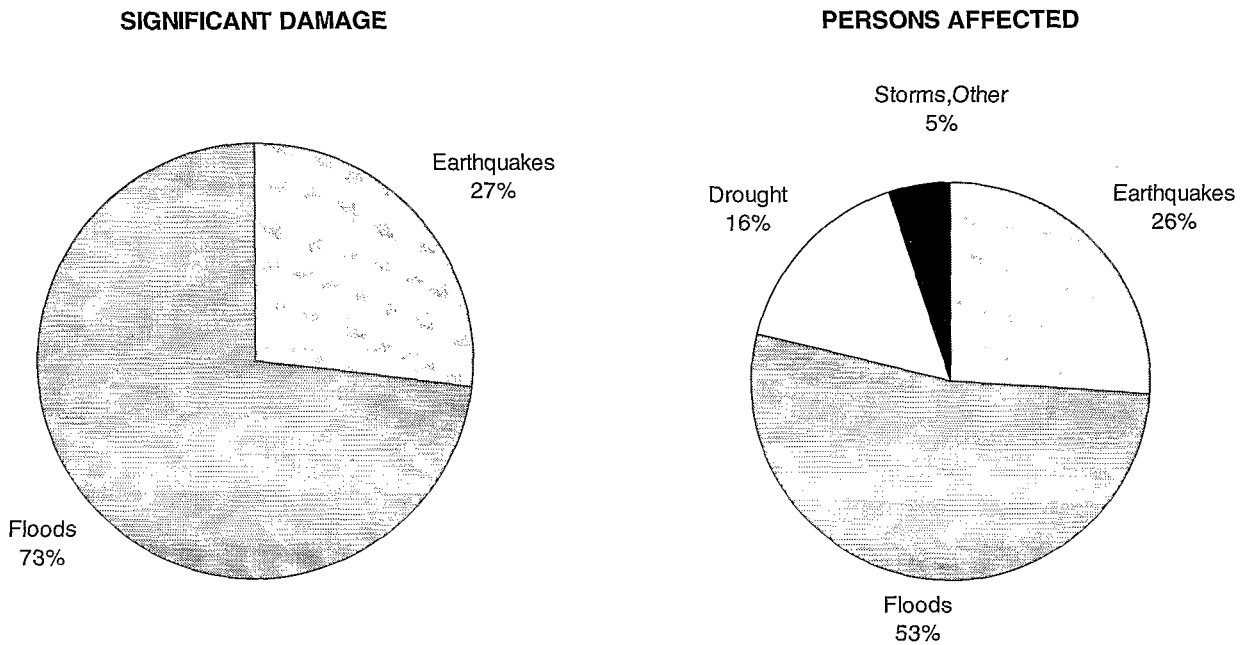 SIGNIFICANT DAMAGE
Earthquakes
27%
Floods
73%
PERSONS AFFECTED
Storms,Other
5%
Drought
16%
Earthquakes
26%
Floods
53%